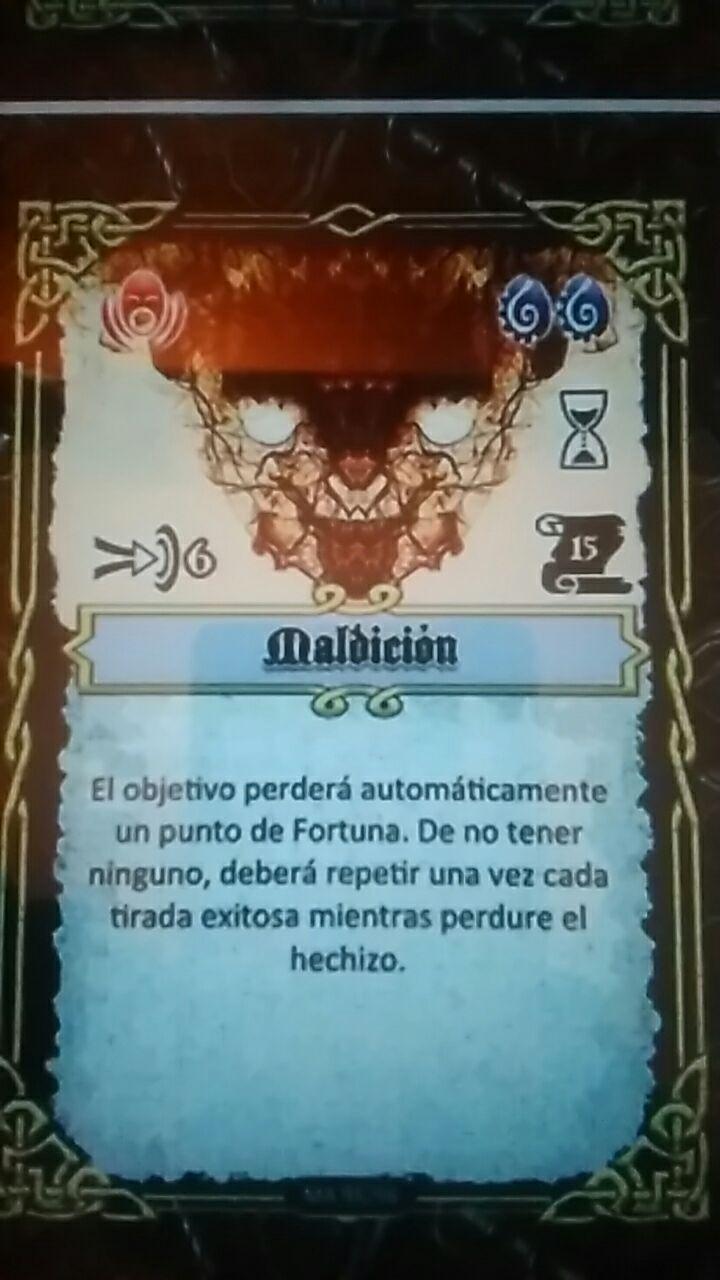 6
15
Maldición
El objetivo perderá automáticamente
un punto de Fortuna. De no tener
ninguno, deberá repetir una vez cada
tirada exitosa mientras perdure el
hechizo.